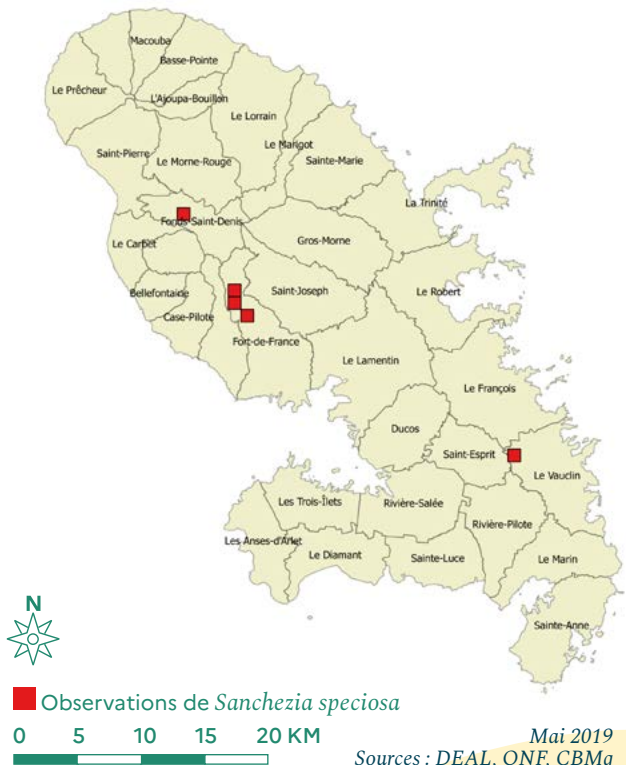 Macouba
Basse-Pointe
Le Prêcheur
L'Ajoupa-Bouillon
Le Lorrain
Le Marigot
Saint-Pierre
Le Morne-Rouge
Sainte-Marie
La Trinité
Fonds-Saint-Denis
Le Carbet
Gros-Morne
Bellefontaine
Saint-Joseph
Le Robert
Case-Pilote
Fort-de-France
Le Lamentin
Le François
Ducos
Saint-Esprit
Le Vauclin
Les Trois-Îlets
Rivière-Salée
Rivière-Pilote
Les Anses-d'Arlet
Le Diamant
Sainte-Luce
Le Marin
Sainte-Anne
N
Observations de Sanchezia speciosa
0 5 10 15 20 KM
Mai 2019
Sources : DEAL, ONF, CBMq